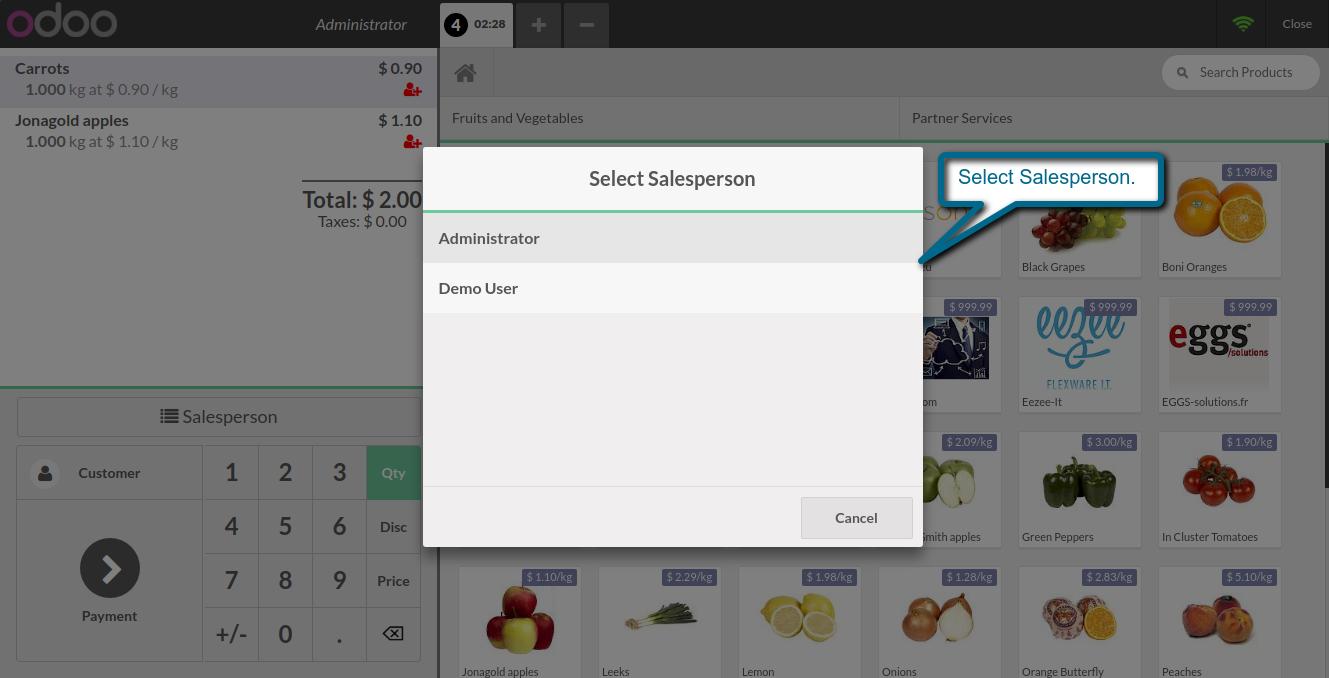 odoo
Administrator
4 02:28
+
−
Close
Carrots $ 0.90
1.000 kg at $ 0.90 / kg
Jonagold apples $ 1.10
1.000 kg at $ 1.10 / kg
Total: $ 2.00
Taxes: $ 0.00
Salesperson
Customer
1 2 3 Qty
4 5 6 Disc
7 8 9 Price
+/- 0 .
Payment
Search Products
Fruits and Vegetables Partner Services
Select Salesperson
Administrator
Demo User
Cancel
Select Salesperson.
$ 1.98/kg
Black Grapes Boni Oranges
$ 999.99 $ 999.99 $ 999.99
eezee
FLEXWARE I.T.
eggs
/solutions
om Eezee-It EGGS-solutions.fr
$ 2.09/kg $ 3.00/kg $ 1.90/kg
Smith apples Green Peppers In Cluster Tomatoes
$ 1.10/kg $ 2.29/kg $ 1.98/kg $ 1.28/kg $ 2.83/kg $ 5.10/kg
Jonagold apples Leeks Lemon Onions Orange Butterfly Peaches